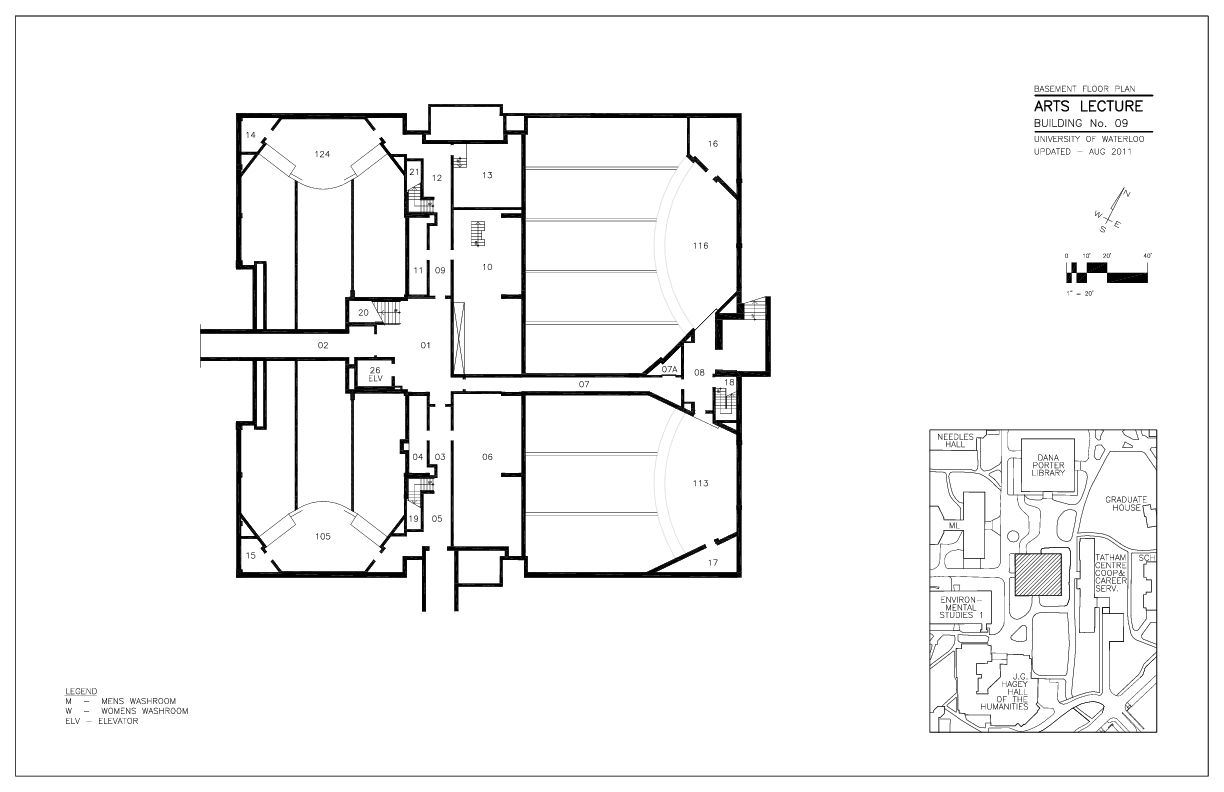 BASEMENT FLOOR PLAN
ARTS LECTURE
BUILDING No. 09
UNIVERSITY OF WATERLOO
UPDATED – AUG 2011
N
W
E
S
0 10' 20' 40'
1" = 20'
14
124
21
12
13
16
116
11
09
10
20
02
01
26
ELV
07A
08
07
18
04
03
06
113
19
05
105
15
17
NEEDLES
HALL
DANA
PORTER
LIBRARY
GRADUATE
HOUSE
ML
TATHAM
CENTRE
COOP&
CAREER
SERV.
SCH
ENVIRON–
MENTAL
STUDIES 1
J.G.
HAGEY
HALL
OF THE
HUMANITIES
LEGEND
M – MENS WASHROOM
W – WOMENS WASHROOM
ELV – ELEVATOR